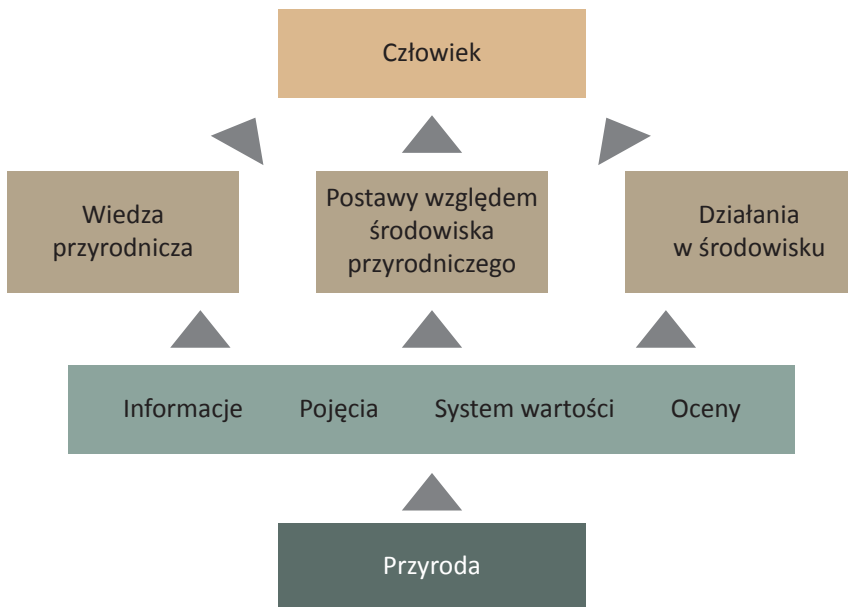 Człowiek
Wiedza
przyrodnicza
Postawy względem
środowiska
przyrodniczego
Działania
w środowisku
Informacje Pojęcia System wartości Oceny
Przyroda